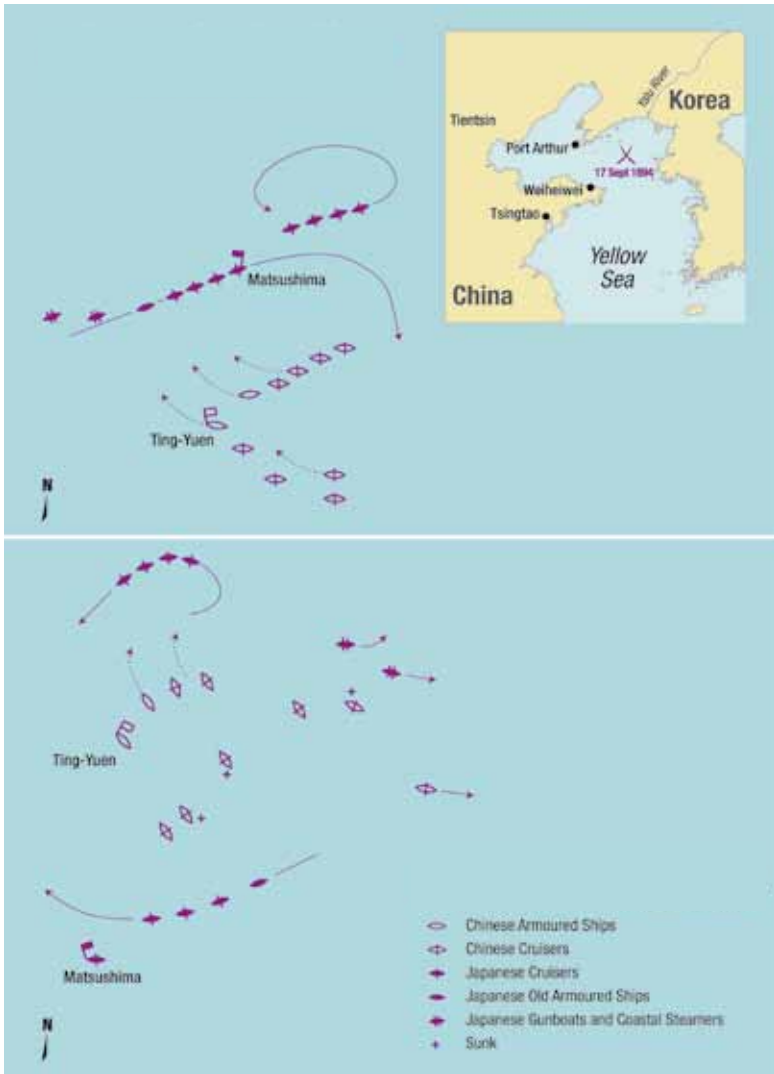 Tientsin
Yalu River
Korea
Port Arthur
17 Sept 1894
Weiheiwei
Tsingtao
Yellow
Sea
China
Matsushima
Ting-Yuen
N
Ting-Yuen
Matsushima
N
Chinese Armoured Ships
Chinese Cruisers
Japanese Cruisers
Japanese Old Armoured Ships
Japanese Gunboats and Coastal Steamers
Sunk